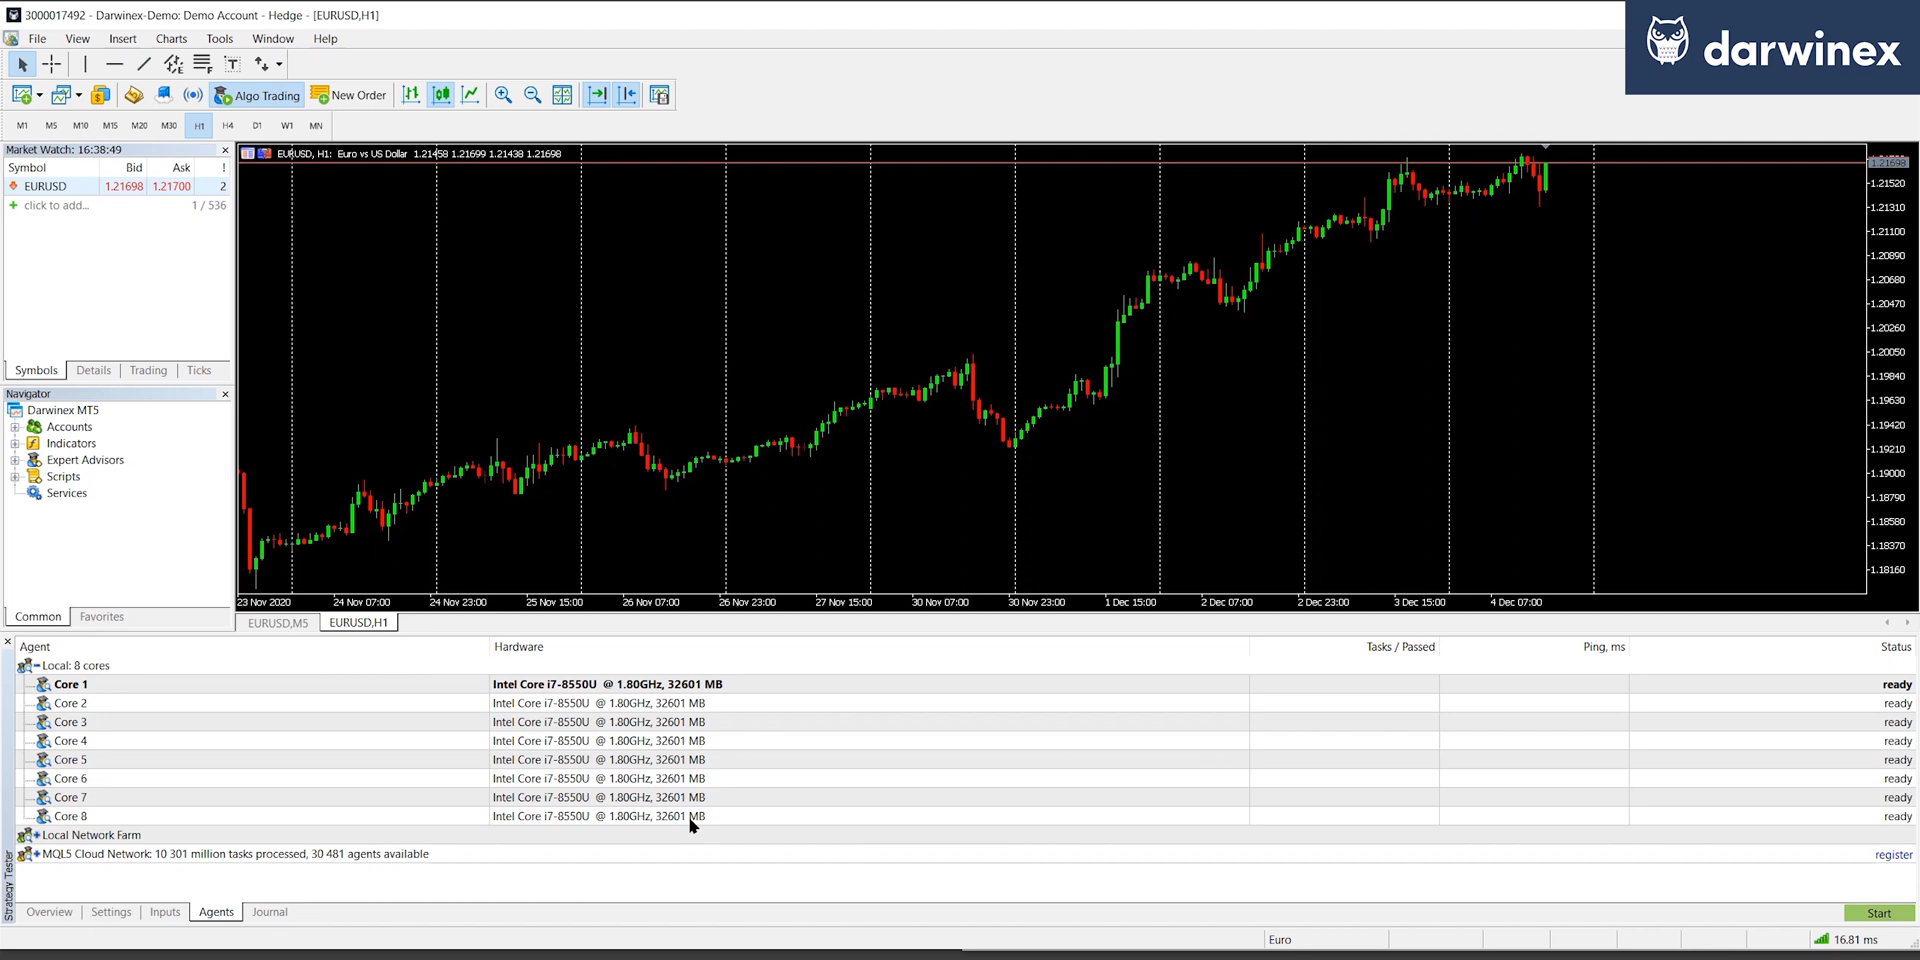 3000017492 - Darwinex-Demo: Demo Account - Hedge - [EURUSD,H1]
darwinex
File View Insert Charts Tools Window Help
Algo Trading New Order
M1 M5 M10 M15 M20 M30 H1 H4 D1 W1 MN
Market Watch: 16:38:49
Symbol Bid Ask !
EURUSD 1.21698 1.21700 2
click to add... 1 / 536
Symbols Details Trading Ticks
Navigator
Darwinex MT5
Accounts
Indicators
Expert Advisors
Scripts
Services
Common Favorites
EURUSD, H1: Euro vs US Dollar 1.21458 1.21699 1.21438 1.21698
1.21698
1.21520
1.21310
1.21100
1.20890
1.20680
1.20470
1.20260
1.20050
1.19840
1.19630
1.19420
1.19210
1.19000
1.18790
1.18580
1.18370
1.18160
23 Nov 2020 24 Nov 07:00 24 Nov 23:00 25 Nov 15:00 26 Nov 07:00 26 Nov 23:00 27 Nov 15:00 30 Nov 07:00 30 Nov 23:00 1 Dec 15:00 2 Dec 07:00 2 Dec 23:00 3 Dec 15:00 4 Dec 07:00
EURUSD,M5 EURUSD,H1
Agent Hardware Tasks / Passed Ping, ms Status
Local: 8 cores
Core 1 Intel Core i7-8550U @ 1.80GHz, 32601 MB ready
Core 2 Intel Core i7-8550U @ 1.80GHz, 32601 MB ready
Core 3 Intel Core i7-8550U @ 1.80GHz, 32601 MB ready
Core 4 Intel Core i7-8550U @ 1.80GHz, 32601 MB ready
Core 5 Intel Core i7-8550U @ 1.80GHz, 32601 MB ready
Core 6 Intel Core i7-8550U @ 1.80GHz, 32601 MB ready
Core 7 Intel Core i7-8550U @ 1.80GHz, 32601 MB ready
Core 8 Intel Core i7-8550U @ 1.80GHz, 32601 MB ready
Local Network Farm
MQL5 Cloud Network: 10 301 million tasks processed, 30 481 agents available register
Strategy Tester
Overview Settings Inputs Agents Journal Start
Euro 16.81 ms